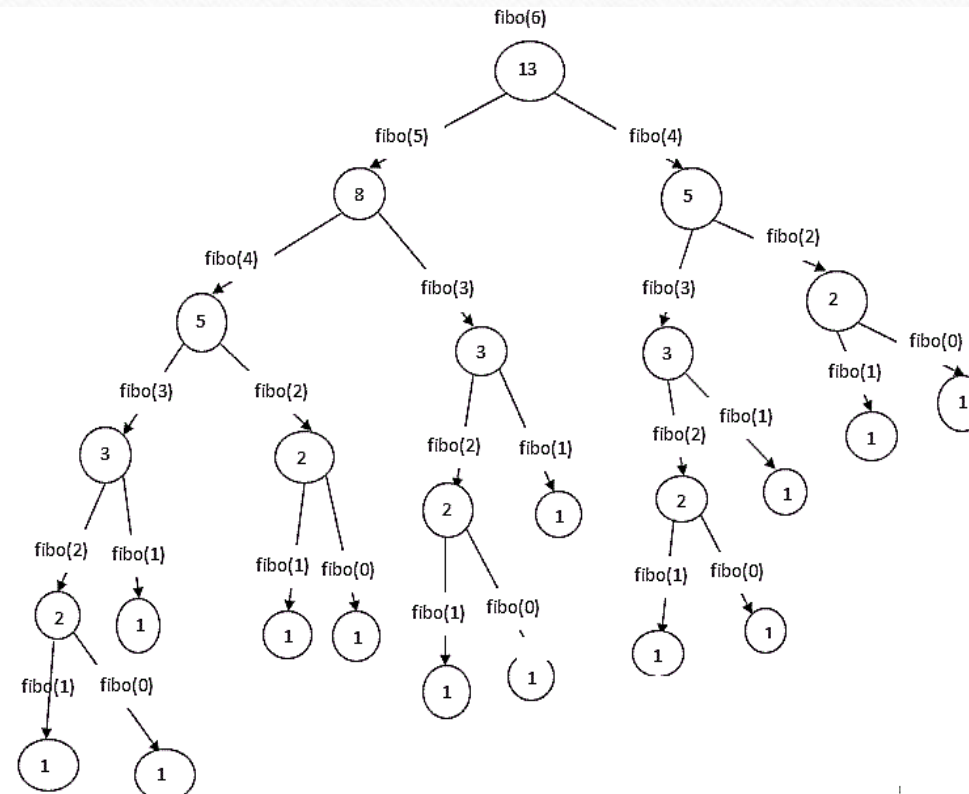 fibo(6)
13
fibo(5)
fibo(4)
8
5
fibo(4)
fibo(3)
fibo(3)
fibo(2)
5
3
3
2
fibo(3)
fibo(2)
fibo(2)
fibo(1)
fibo(2)
fibo(1)
fibo(1)
fibo(0)
3
2
2
1
2
1
1
1
fibo(2)
fibo(1)
fibo(1)
fibo(0)
fibo(1)
fibo(0)
fibo(1)
fibo(0)
2
1
1
1
1
1
1
1
fibo(1)
fibo(0)
1
1